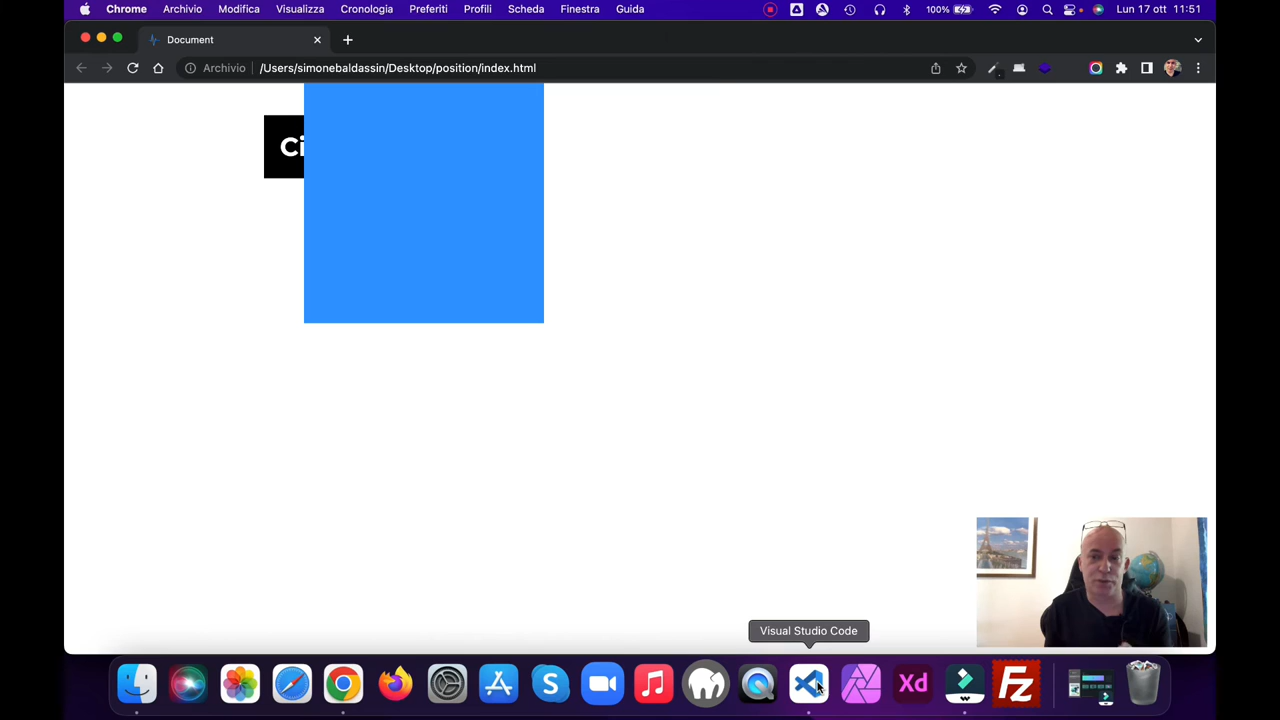 Chrome Archivio Modifica Visualizza Cronologia Preferiti Profili Scheda Finestra Guida 100% Lun 17 ott 11:51
Document
Archivio /Users/simonebaldassin/Desktop/position/index.html
Ci
Visual Studio Code
Xd
Fz